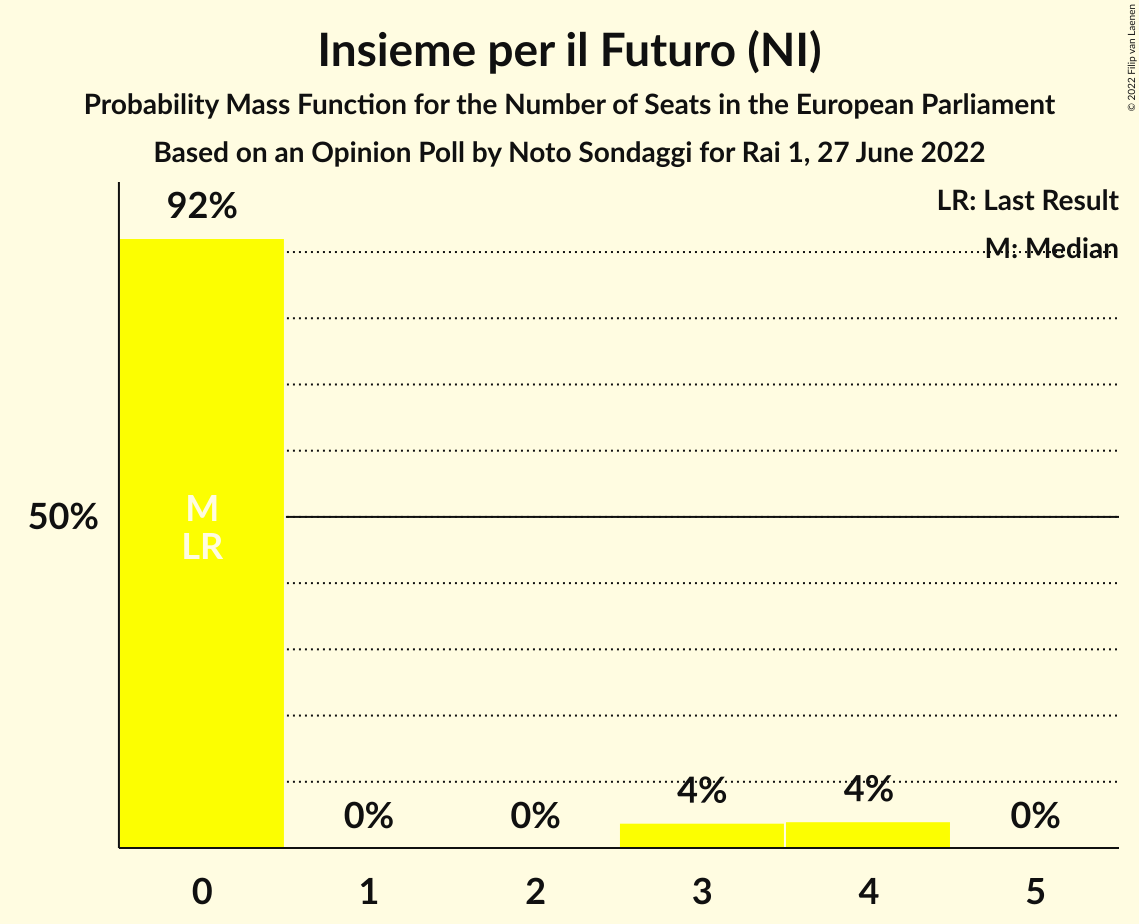 Insieme per il Futuro (NI)
Probability Mass Function for the Number of Seats in the European Parliament
Based on an Opinion Poll by Noto Sondaggi for Rai 1, 27 June 2022
© 2022 Filip van Laenen
LR: Last Result
M: Median
92%
50%
M
LR
0%
0%
4%
4%
0%
0
1
2
3
4
5